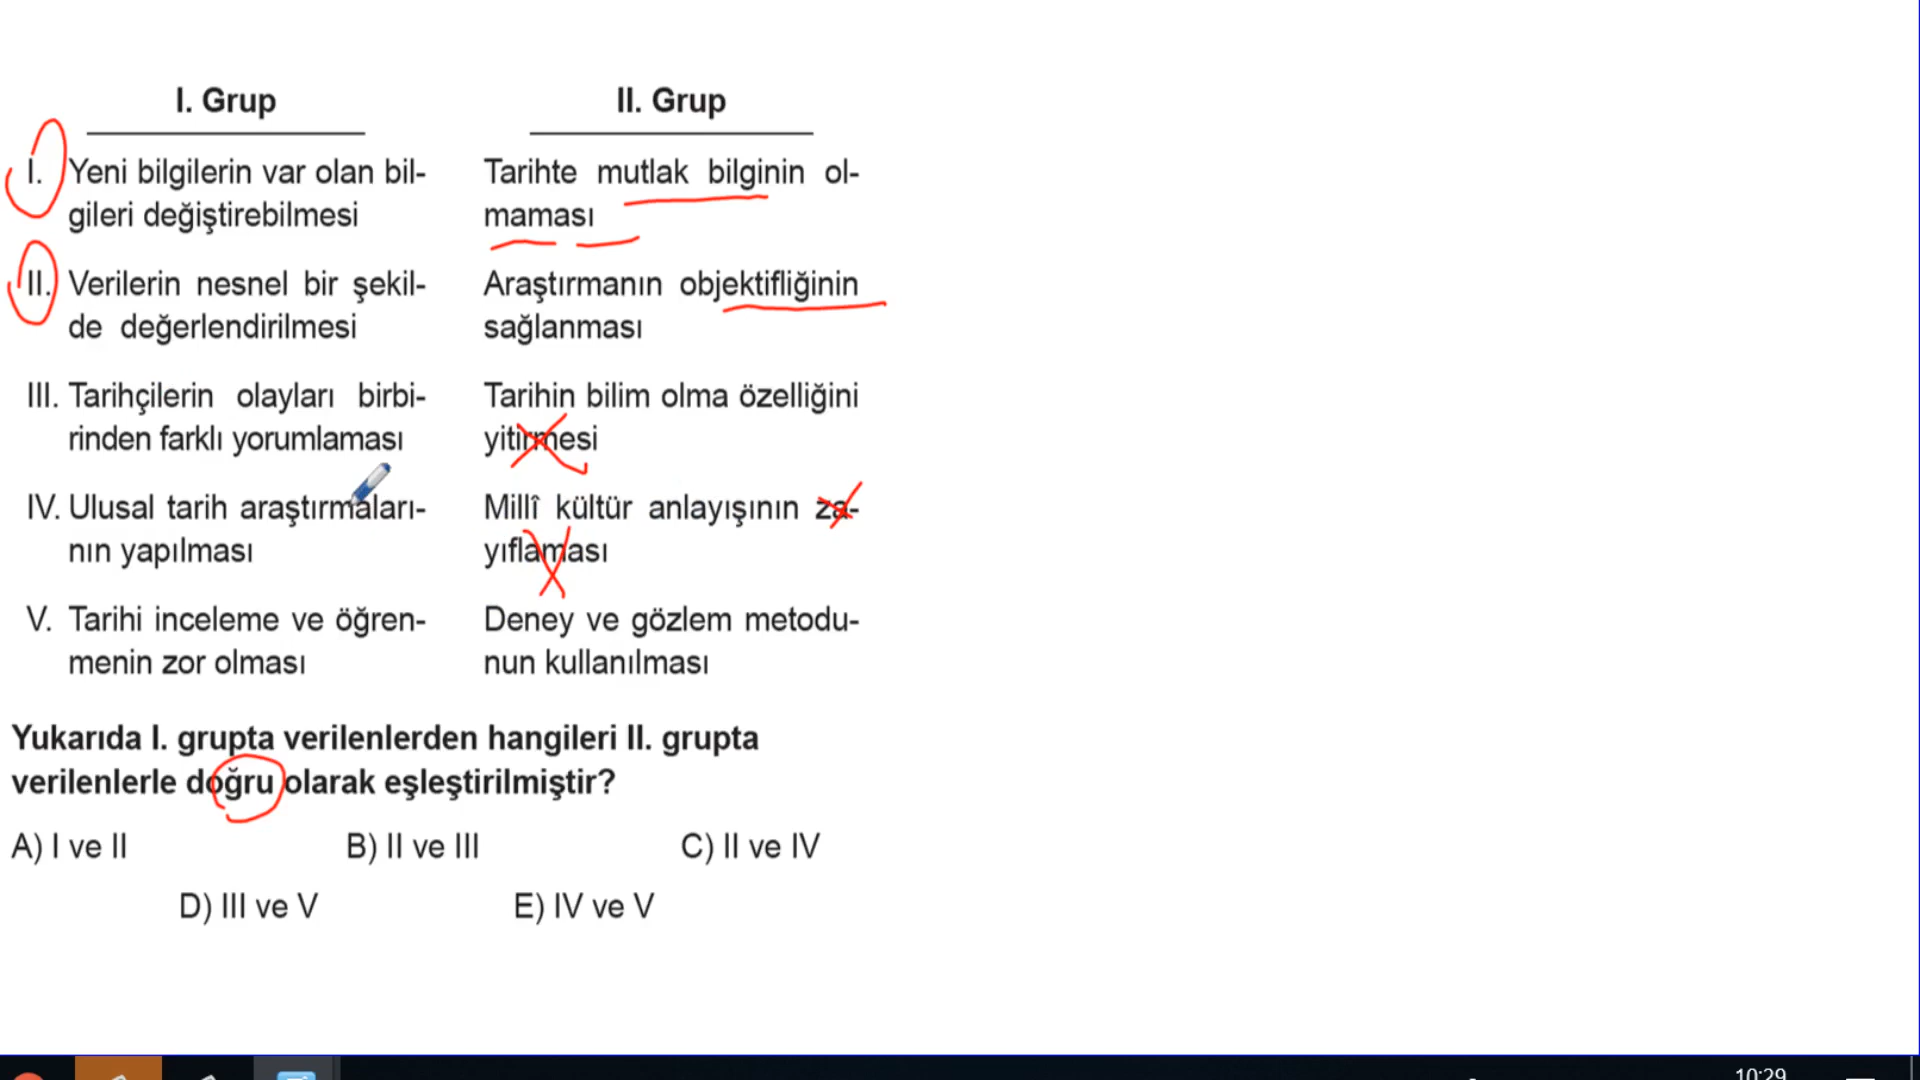 I. Grup
II. Grup
I. Yeni bilgilerin var olan bil-
gileri değiştirebilmesi
Tarihte mutlak bilginin ol-
maması
II. Verilerin nesnel bir şekil-
de değerlendirilmesi
Araştırmanın objektifliğinin
sağlanması
III. Tarihçilerin olayları birbi-
rinden farklı yorumlaması
Tarihin bilim olma özelliğini
yitirmesi
IV. Ulusal tarih araştırmaları-
nın yapılması
Millî kültür anlayışının za-
yıflaması
V. Tarihi inceleme ve öğren-
menin zor olması
Deney ve gözlem metodu-
nun kullanılması
Yukarıda I. grupta verilenlerden hangileri II. grupta
verilenlerle doğru olarak eşleştirilmiştir?
A) I ve II
B) II ve III
C) II ve IV
D) III ve V
E) IV ve V
10:29